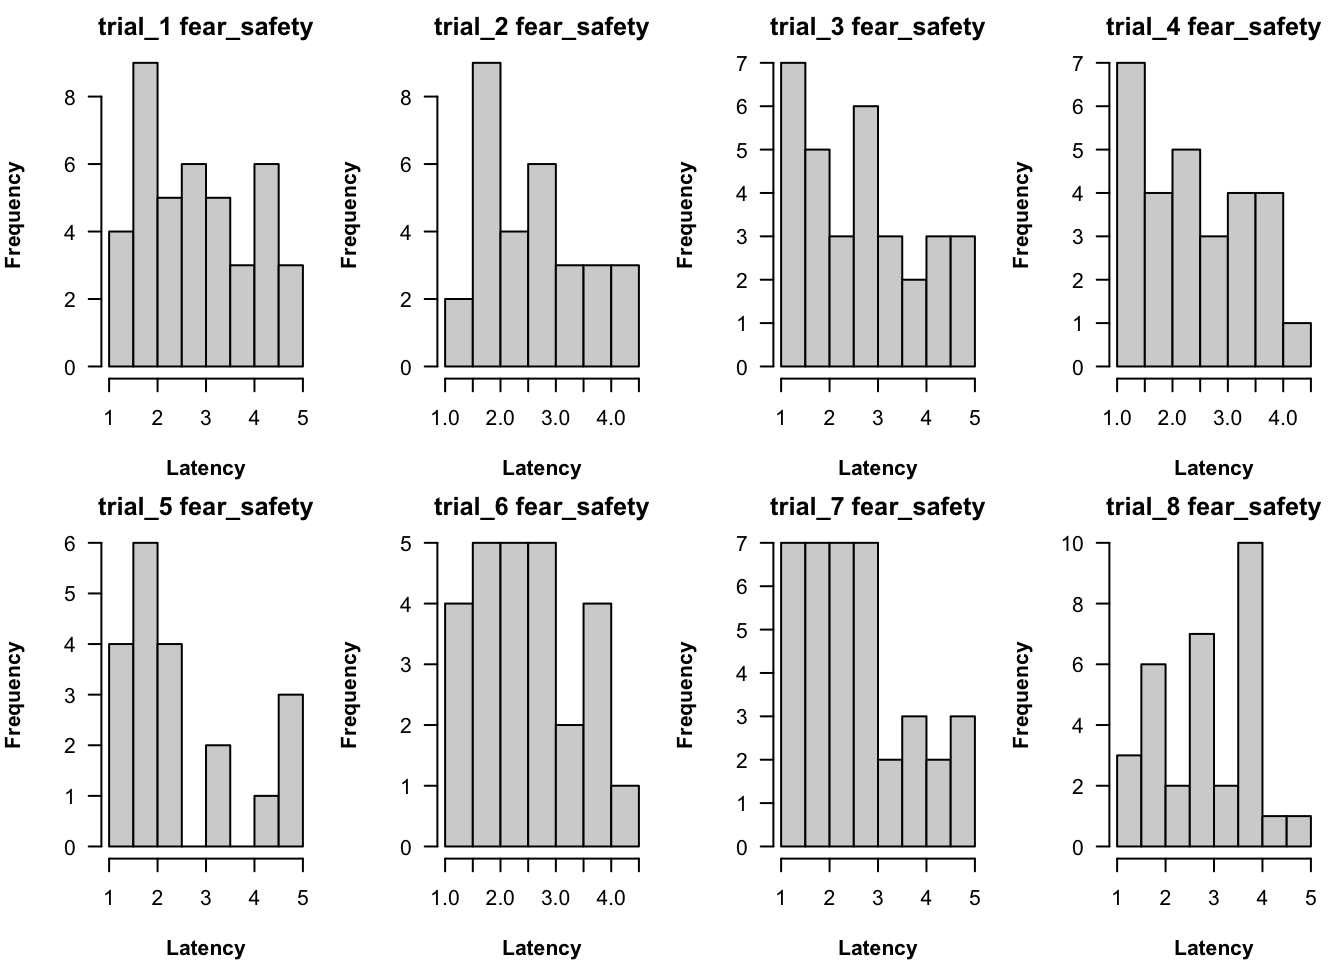 trial_1 fear_safety
Frequency
8
6
4
2
0
1 2 3 4 5
Latency
trial_2 fear_safety
Frequency
8
6
4
2
0
1.0 2.0 3.0 4.0
Latency
trial_3 fear_safety
Frequency
7
6
5
4
3
2
1
0
1 2 3 4 5
Latency
trial_4 fear_safety
Frequency
7
6
5
4
3
2
1
0
1.0 2.0 3.0 4.0
Latency
trial_5 fear_safety
Frequency
6
5
4
3
2
1
0
1 2 3 4 5
Latency
trial_6 fear_safety
Frequency
5
4
3
2
1
0
1.0 2.0 3.0 4.0
Latency
trial_7 fear_safety
Frequency
7
6
5
4
3
2
1
0
1 2 3 4 5
Latency
trial_8 fear_safety
Frequency
10
8
6
4
2
0
1 2 3 4 5
Latency